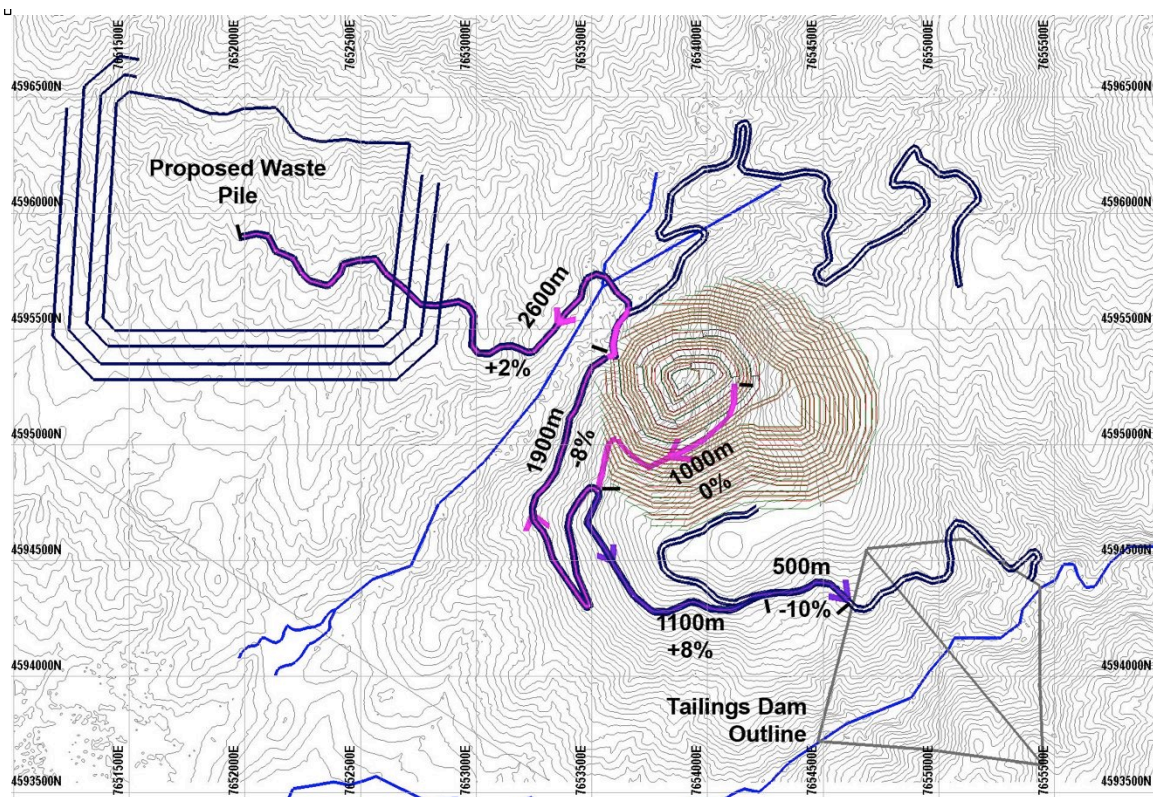 7651500E
7652000E
7652500E
7653000E
7653500E
7654000E
7654500E
7655000E
7655500E
4596500N
4596500N
Proposed Waste
Pile
4596000N
4596000N
2600m
+2%
4595500N
4595500N
1900m
-8%
1000m
0%
4595000N
4595000N
4594500N
4594500N
500m
-10%
1100m
+8%
4594000N
4594000N
Tailings Dam
Outline
4593500N
4593500N
7651500E
7652000E
7652500E
7653000E
7653500E
7654000E
7654500E
7655000E
7655500E